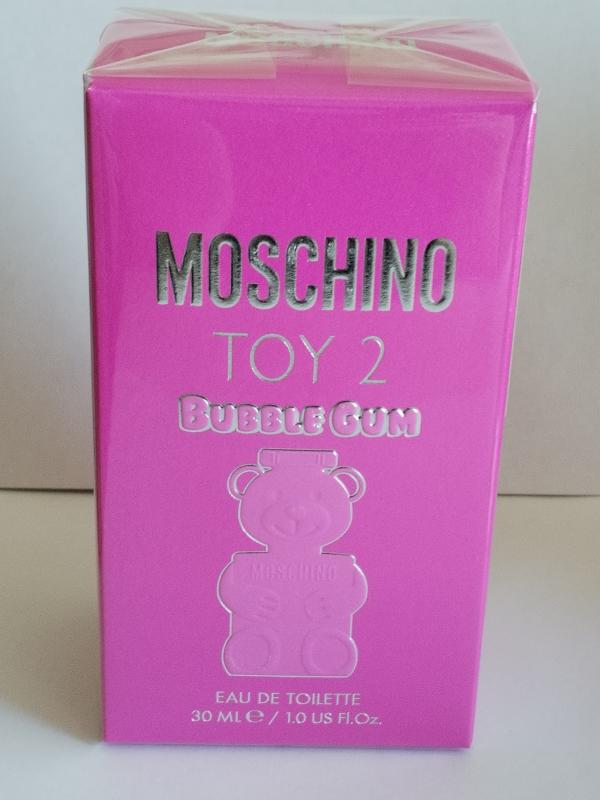 MOSCHINO
TOY 2
BUBBLE GUM
MOSCHINO
EAU DE TOILETTE
30 ML ℮ / 1.0 US Fl.Oz.